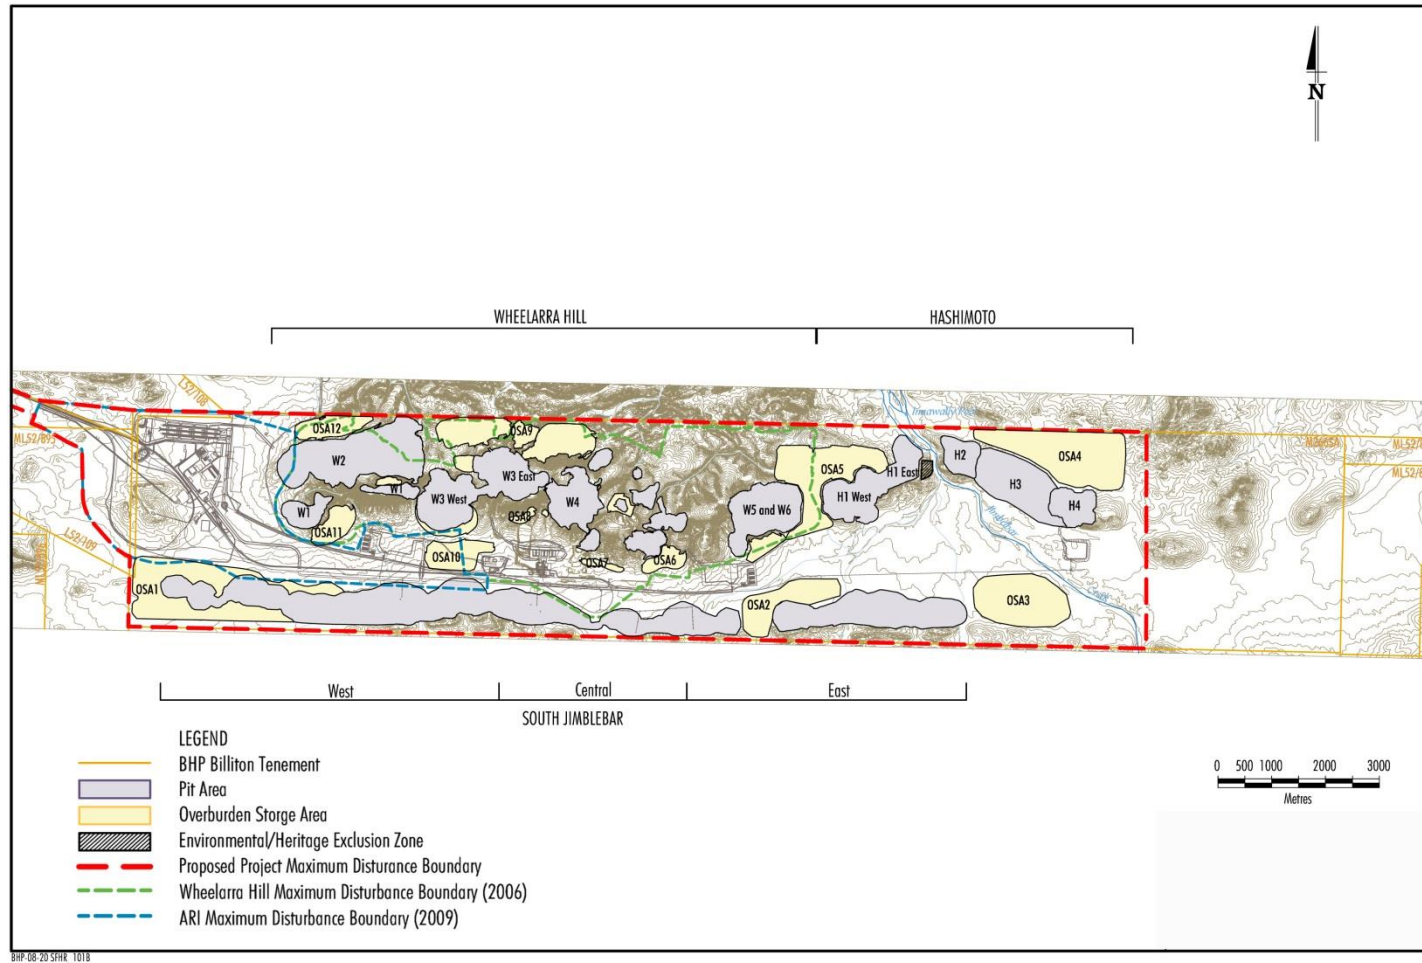 N
WHEELARRA HILL
HASHIMOTO
L52/108
ML52/895
L52/109
OSA12
OSA9
W2
W1
W3 East
W3 West
W1
W4
OSA11
OSA8
OSA10
OSA7
OSA6
W5 and W6
OSA5
H1 East
H1 West
H2
H3
H4
OSA4
OSA1
OSA2
OSA3
Creek
M266SA
West
Central
East
SOUTH JIMBLEBAR
LEGEND
BHP Billiton Tenement
Pit Area
Overburden Storge Area
Environmental/Heritage Exclusion Zone
Proposed Project Maximum Disturance Boundary
Wheelarra Hill Maximum Disturbance Boundary (2006)
ARI Maximum Disturbance Boundary (2009)
0 500 1000 2000 3000
Metres
BHP-08-20 SFHR_101B